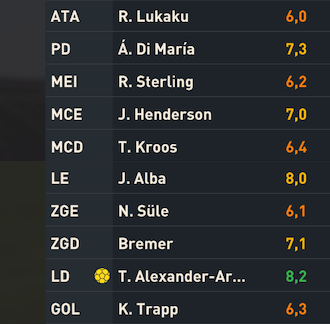 ATA R. Lukaku 6,0
PD Á. Di María 7,3
MEI R. Sterling 6,2
MCE J. Henderson 7,0
MCD T. Kroos 6,4
LE J. Alba 8,0
ZGE N. Süle 6,1
ZGD Bremer 7,1
LD T. Alexander-Ar... 8,2
GOL K. Trapp 6,3